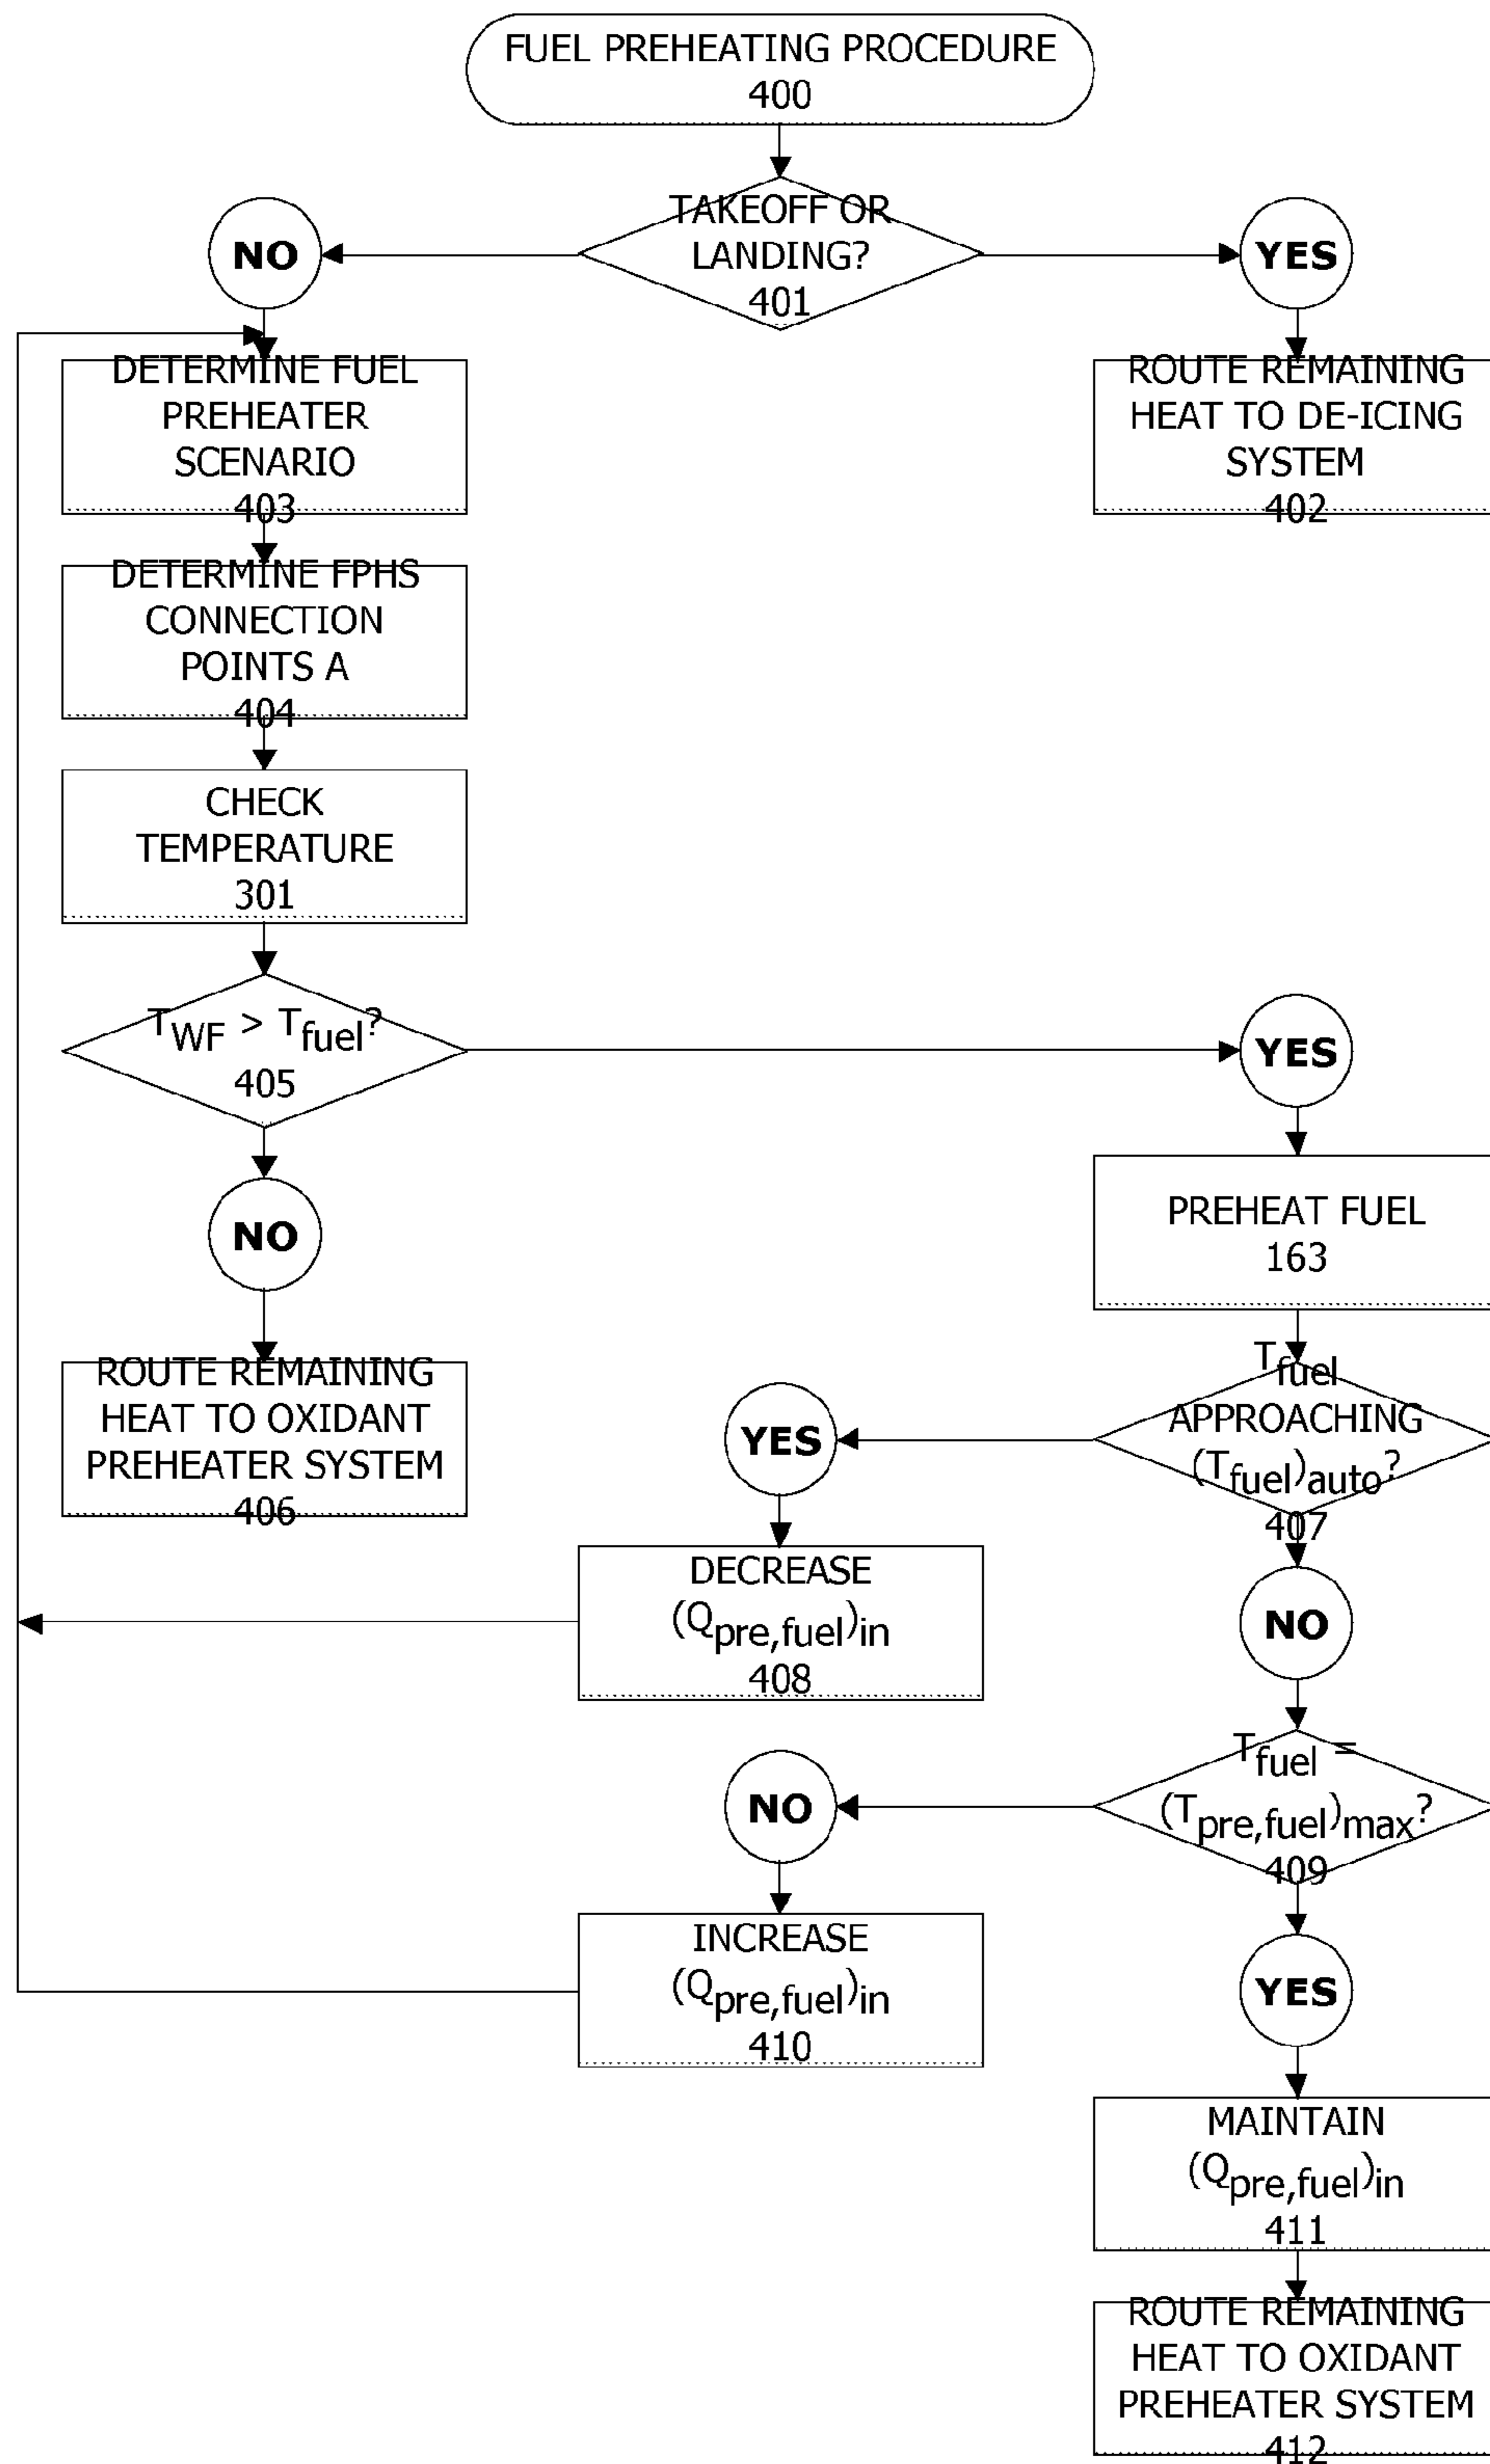 FUEL PREHEATING PROCEDURE
400
TAKEOFF OR
LANDING?
401
NO
YES
DETERMINE FUEL
PREHEATER
SCENARIO
403
ROUTE REMAINING
HEAT TO DE-ICING
SYSTEM
402
DETERMINE FPHS
CONNECTION
POINTS A
404
CHECK
TEMPERATURE
301
TWF > Tfuel?
405
YES
NO
PREHEAT FUEL
163
ROUTE REMAINING
HEAT TO OXIDANT
PREHEATER SYSTEM
406
Tfuel
APPROACHING
(Tfuel)auto?
407
YES
DECREASE
(Qpre,fuel)in
408
NO
Tfuel =
(Tpre,fuel)max?
409
NO
INCREASE
(Qpre,fuel)in
410
YES
MAINTAIN
(Qpre,fuel)in
411
ROUTE REMAINING
HEAT TO OXIDANT
PREHEATER SYSTEM
412